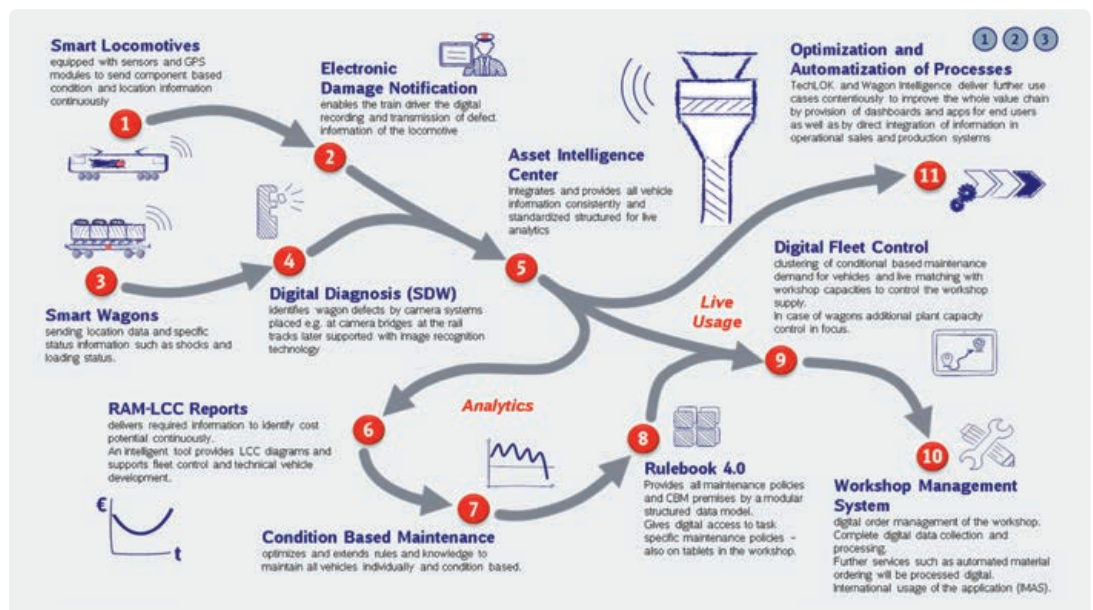 Smart Locomotives
equipped with sensors and GPS
modules to send component based
condition and location information
continuously
1
Electronic
Damage Notification
enables the train driver the digital
recording and transmission of defect
information of the locomotive
2
3
Smart Wagons
sending location data and specific
status information such as shocks and
loading status.
4
Digital Diagnosis (SDW)
identifies wagon defects by camera systems
placed e.g. at camera bridges at the rail
tracks later supported with image recognition
technology
Asset Intelligence
Center
integrates and provides all vehicle
information consistently and
standardized structured for live
analytics
5
1 2 3
Optimization and
Automatization of Processes
TechLOK and Wagon Intelligence deliver further use
cases contentiously to improve the whole value chain
by provision of dashboards and apps for end users
as well as by direct integration of information in
operational sales and production systems
11
Live
Usage
Digital Fleet Control
clustering of conditional based maintenance
demand for vehicles and live matching with
workshop capacities to control the workshop
supply.
In case of wagons additional plant capacity
control in focus.
9
Analytics
RAM-LCC Reports
delivers required information to identify cost
potential continuously.
An intelligent tool provides LCC diagrams and
supports fleet control and technical vehicle
development.
€
t
6
7
Condition Based Maintenance
optimizes and extends rules and knowledge to
maintain all vehicles individually and condition based.
8
Rulebook 4.0
Provides all maintenance policies
and CBM premises by a modular
structured data model.
Gives digital access to task
specific maintenance policies –
also on tablets in the workshop.
10
Workshop Management
System
digital order management of the workshop.
Complete digital data collection and
processing.
Further services such as automated material
ordering will be processed digital.
International usage of the application (IMAS).